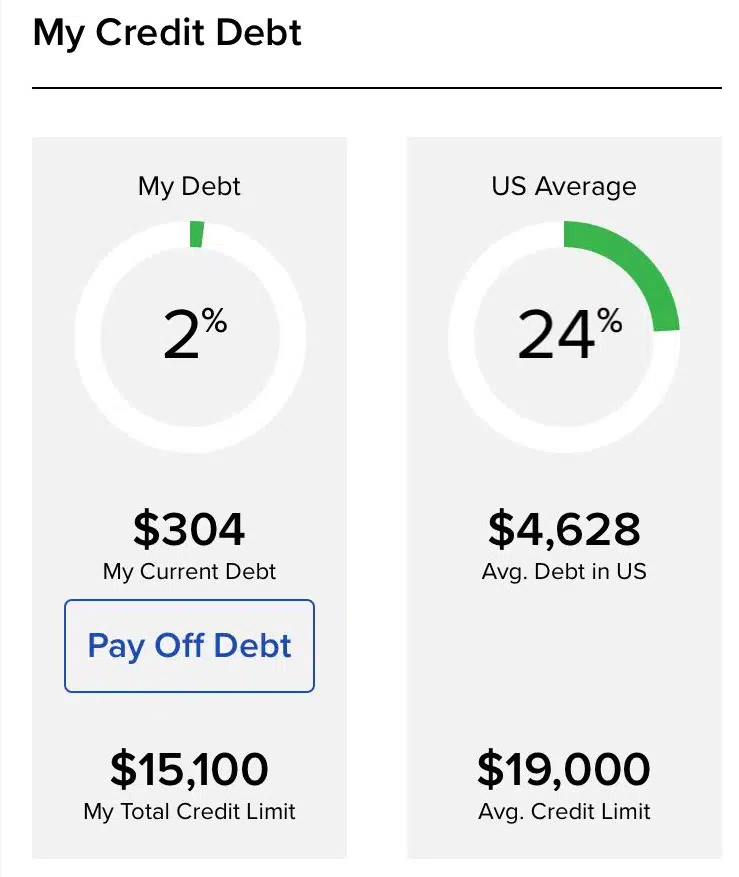 My Credit Debt
My Debt
2%
$304
My Current Debt
Pay Off Debt
$15,100
My Total Credit Limit
US Average
24%
$4,628
Avg. Debt in US
$19,000
Avg. Credit Limit